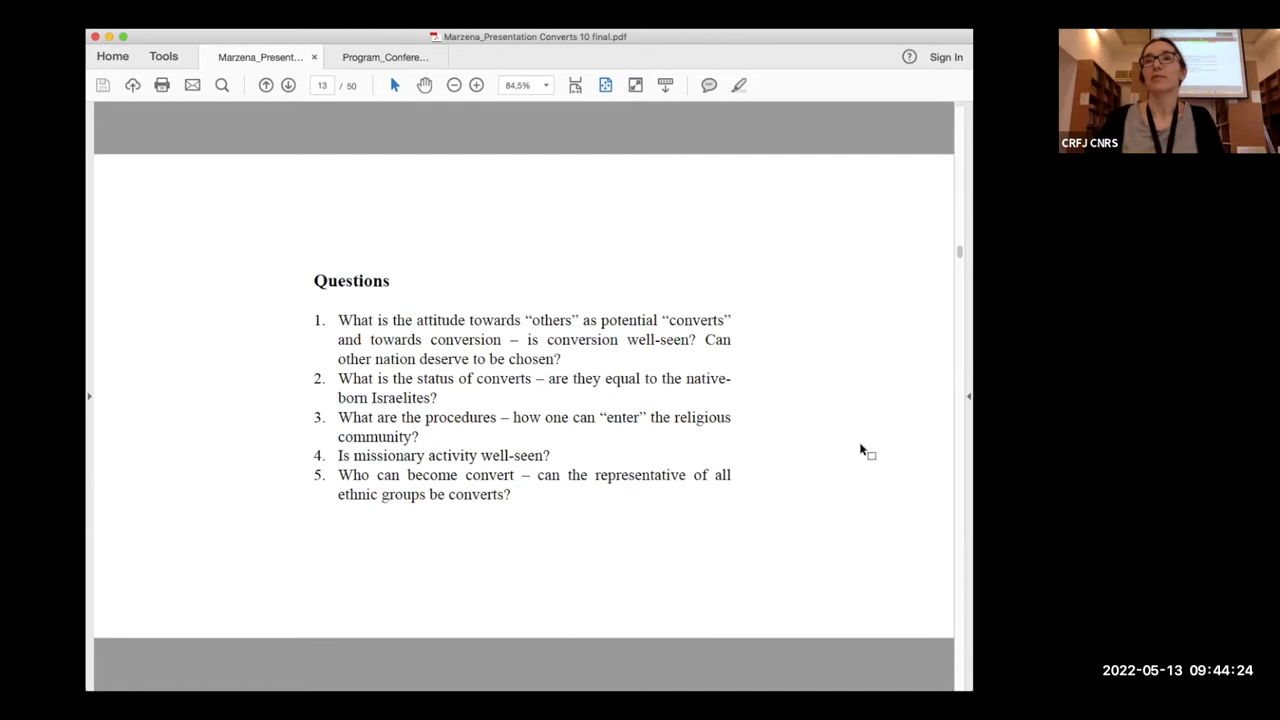 Marzena_Presentation Converts 10 final.pdf
Home Tools Marzena_Present... × Program_Confere... ? Sign In
13 / 50 84,5%
CRFJ CNRS
Questions
1. What is the attitude towards “others” as potential “converts”
and towards conversion – is conversion well-seen? Can
other nation deserve to be chosen?
2. What is the status of converts – are they equal to the native-
born Israelites?
3. What are the procedures – how one can “enter” the religious
community?
4. Is missionary activity well-seen?
5. Who can become convert – can the representative of all
ethnic groups be converts?
2022-05-13 09:44:24